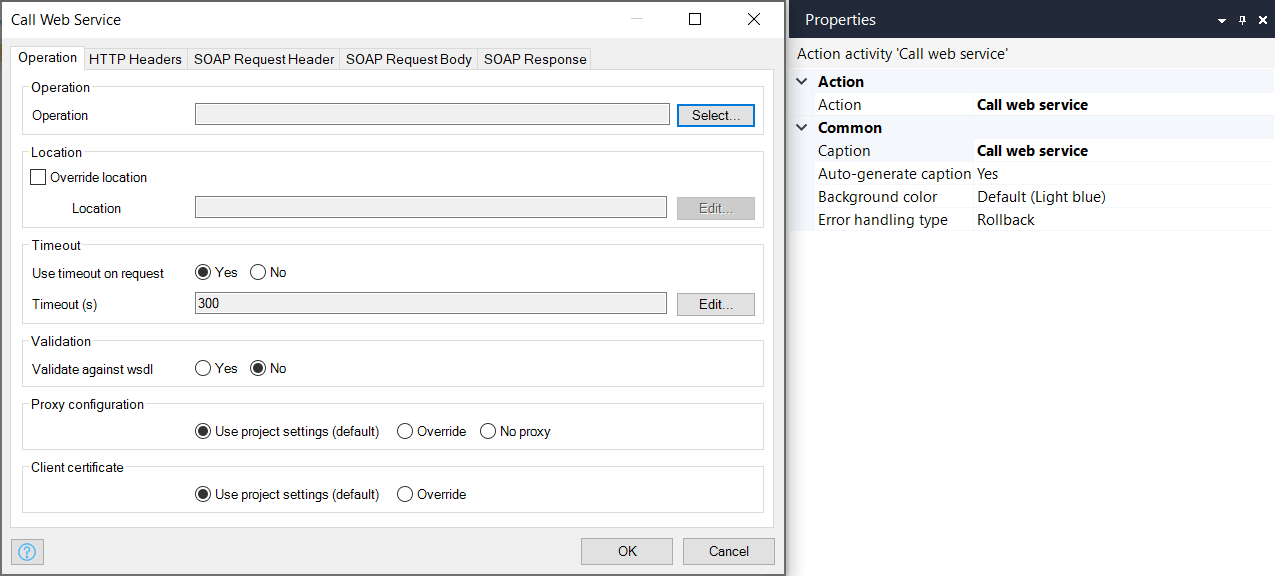 Call Web Service
Operation HTTP Headers SOAP Request Header SOAP Request Body SOAP Response
Operation
Operation Select...
Location
Override location
Location Edit...
Timeout
Use timeout on request Yes No
Timeout (s) 300 Edit...
Validation
Validate against wsdl Yes No
Proxy configuration
Use project settings (default) Override No proxy
Client certificate
Use project settings (default) Override
? OK Cancel
Properties
Action activity 'Call web service'
Action
Action Call web service
Common
Caption Call web service
Auto-generate caption Yes
Background color Default (Light blue)
Error handling type Rollback